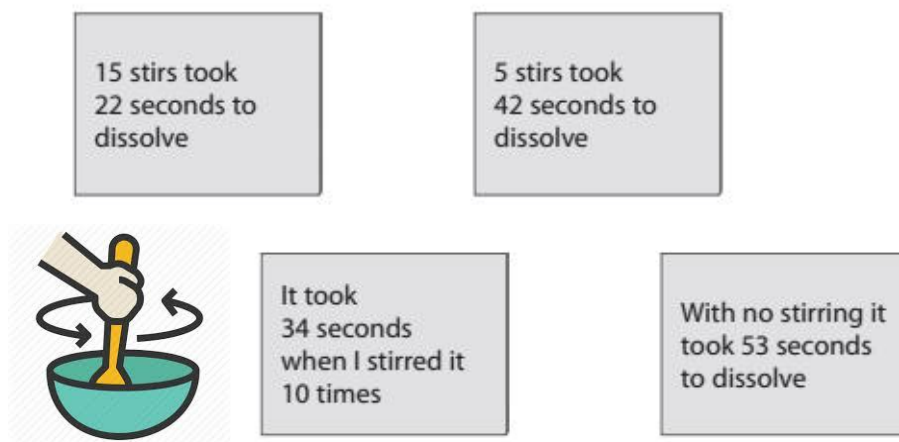 15 stirs took
22 seconds to
dissolve
5 stirs took
42 seconds to
dissolve
It took
34 seconds
when I stirred it
10 times
With no stirring it
took 53 seconds
to dissolve